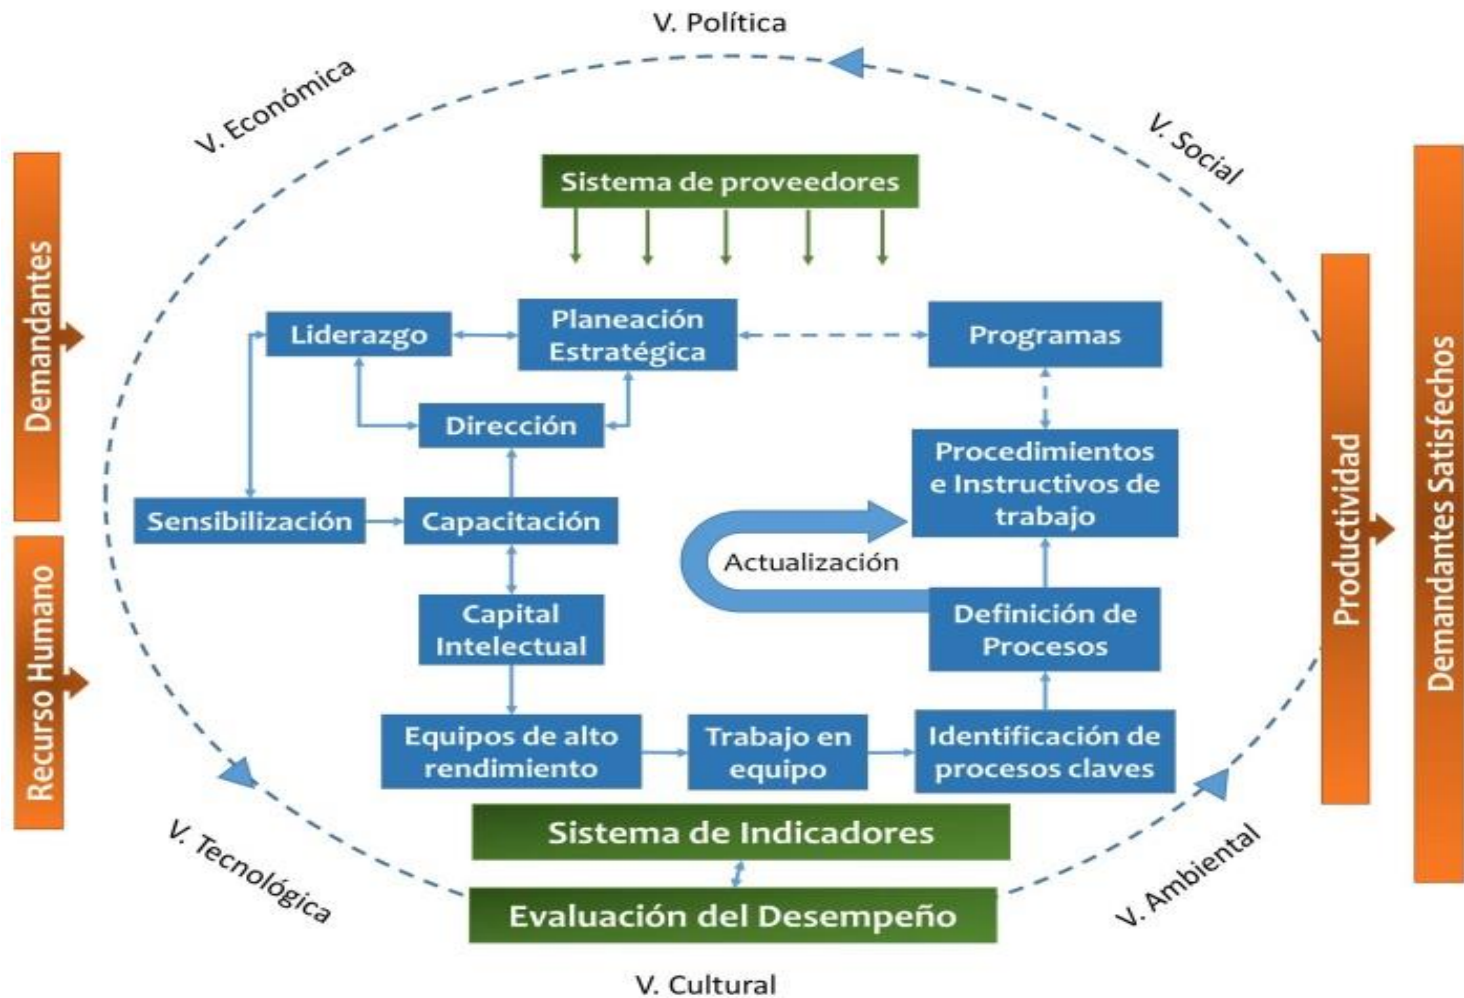 V. Política
V. Económica
V. Social
Sistema de proveedores
Demandantes
Recurso Humano
Liderazgo
Planeación
Estratégica
Programas
Dirección
Procedimientos
e Instructivos de
trabajo
Sensibilización
Capacitación
Actualización
Capital
Intelectual
Definición de
Procesos
Equipos de alto
rendimiento
Trabajo en
equipo
Identificación de
procesos claves
Productividad
Demandantes Satisfechos
Sistema de Indicadores
Evaluación del Desempeño
V. Tecnológica
V. Ambiental
V. Cultural